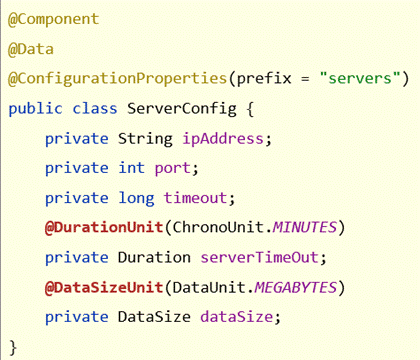 @Component
@Data
@ConfigurationProperties(prefix = "servers")
public class ServerConfig {
    private String ipAddress;
    private int port;
    private long timeout;
    @DurationUnit(ChronoUnit.MINUTES)
    private Duration serverTimeOut;
    @DataSizeUnit(DataUnit.MEGABYTES)
    private DataSize dataSize;
}